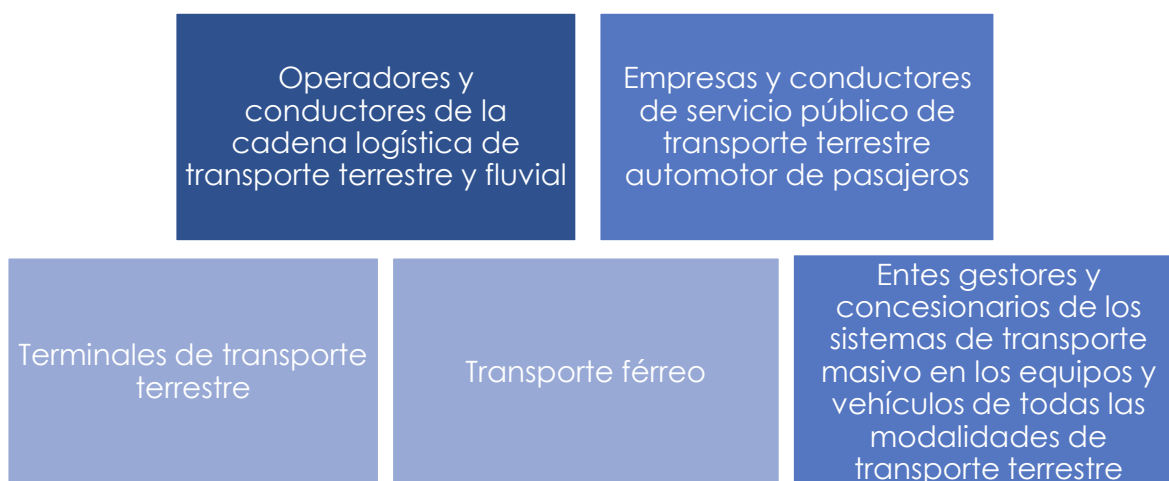 Operadores y
conductores de la
cadena logística de
transporte terrestre y fluvial
Empresas y conductores
de servicio público de
transporte terrestre
automotor de pasajeros
Terminales de transporte
terrestre
Transporte férreo
Entes gestores y
concesionarios de los
sistemas de transporte
masivo en los equipos y
vehículos de todas las
modalidades de
transporte terrestre